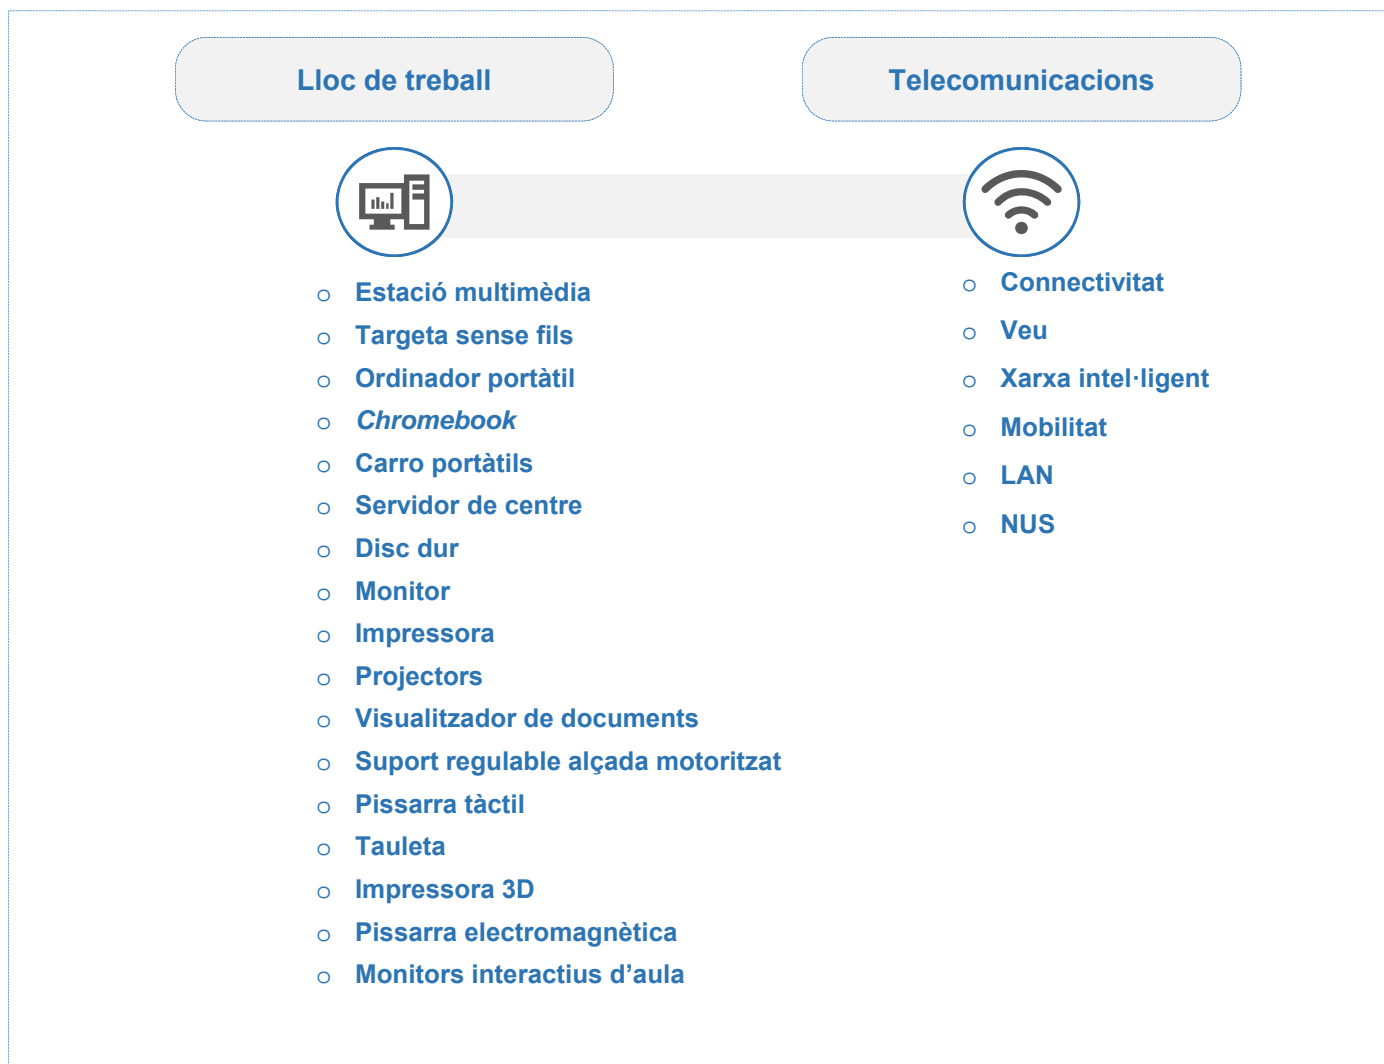 Lloc de treball
Telecomunicacions
o Estació multimèdia
o Targeta sense fils
o Ordinador portàtil
o Chromebook
o Carro portàtils
o Servidor de centre
o Disc dur
o Monitor
o Impressora
o Projectors
o Visualitzador de documents
o Suport regulable alçada motoritzat
o Pissarra tàctil
o Tauleta
o Impressora 3D
o Pissarra electromagnètica
o Monitors interactius d’aula
o Connectivitat
o Veu
o Xarxa intel·ligent
o Mobilitat
o LAN
o NUS